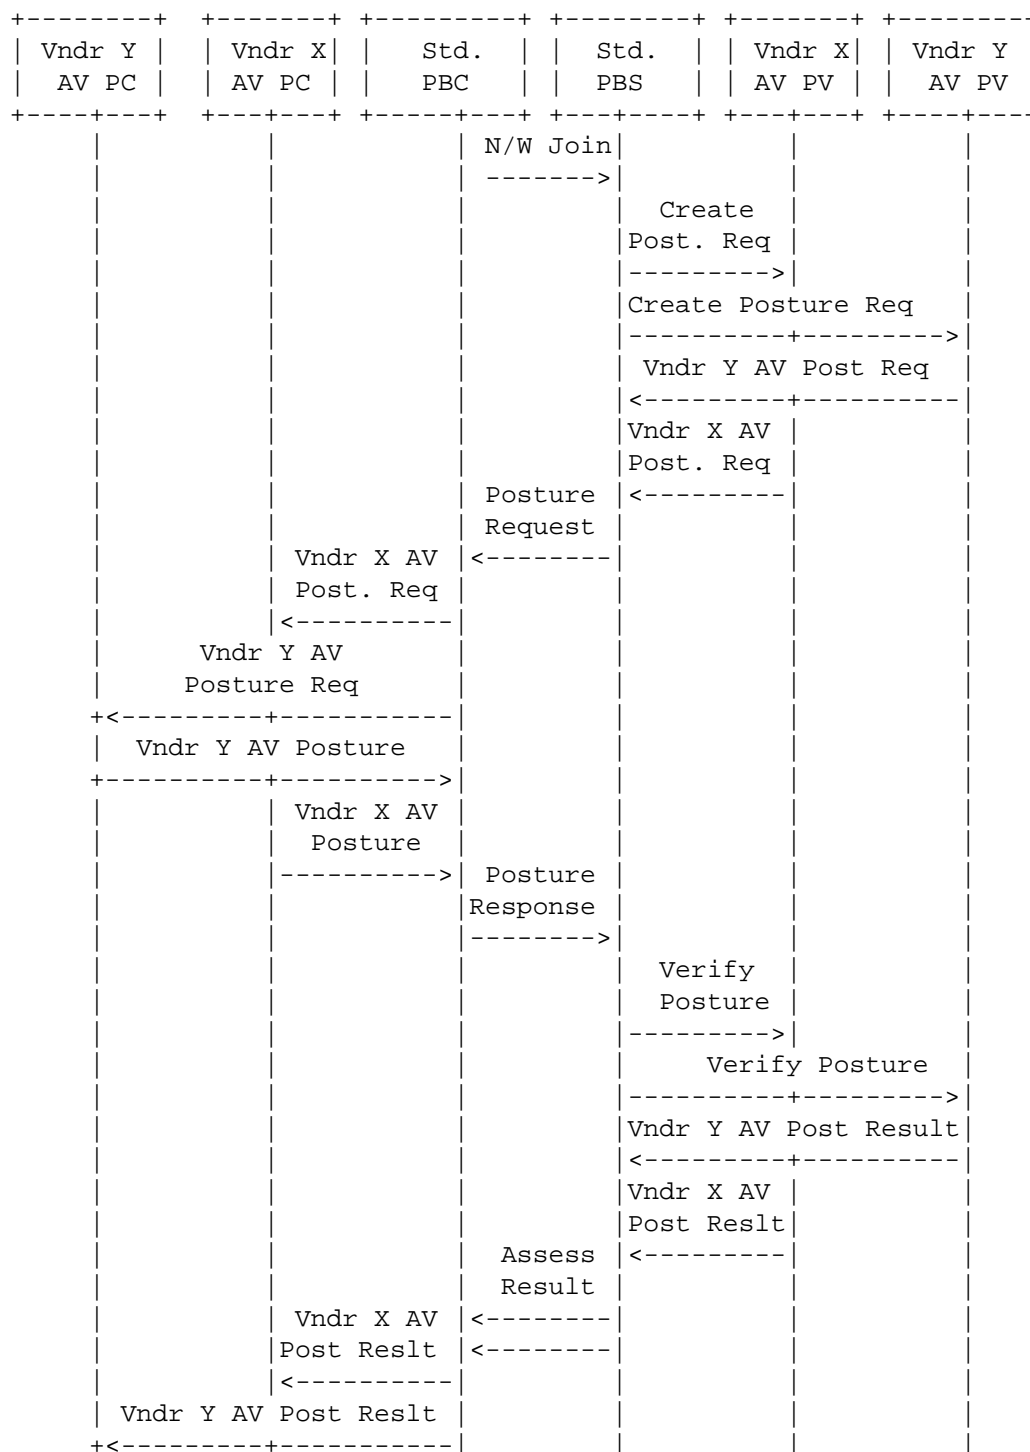 +--------+  +-------+ +---------+ +--------+ +-------+ +---------
| Vndr Y |  | Vndr X| |   Std.  | |  Std.  | | Vndr X| | Vndr Y
|  AV PC |  | AV PC | |   PBC   | |  PBS   | | AV PV | |  AV PV
+----+---+  +---+---+ +-----+---+ +---+----+ +---+---+ +----+----
     |          |           | N/W Join|          |          |
     |          |           | ------->|          |          |
     |          |           |         |  Create  |          |
     |          |           |         |Post. Req |          |
     |          |           |         |--------->|          |
     |          |           |         |Create Posture Req   |
     |          |           |         |----------+--------->|
     |          |           |         | Vndr Y AV Post Req  |
     |          |           |         |<---------+----------|
     |          |           |         |Vndr X AV |          |
     |          |           |         |Post. Req |          |
     |          |           | Posture |<---------|          |
     |          |           | Request |          |          |
     |          | Vndr X AV |<--------|          |          |
     |          | Post. Req |         |          |          |
     |          |<----------|         |          |          |
     |      Vndr Y AV       |         |          |          |
     |     Posture Req      |         |          |          |
     +<---------+-----------|         |          |          |
     |  Vndr Y AV Posture   |         |          |          |
     +----------+---------->|         |          |          |
     |          | Vndr X AV |         |          |          |
     |          |  Posture  |         |          |          |
     |          |---------->| Posture |          |          |
     |          |           |Response |          |          |
     |          |           |-------->|          |          |
     |          |           |         |  Verify  |          |
     |          |           |         |  Posture |          |
     |          |           |         |--------->|          |
     |          |           |         |     Verify Posture  |
     |          |           |         |----------+--------->|
     |          |           |         |Vndr Y AV Post Result|
     |          |           |         |<---------+----------|
     |          |           |         |Vndr X AV |          |
     |          |           |         |Post Reslt|          |
     |          |           |  Assess |<---------|          |
     |          |           |  Result |          |          |
     |          | Vndr X AV |<--------|          |          |
     |          |Post Reslt |<--------|          |          |
     |          |<----------|         |          |          |
     | Vndr Y AV Post Reslt |         |          |          |
     +<---------+-----------|         |          |          |